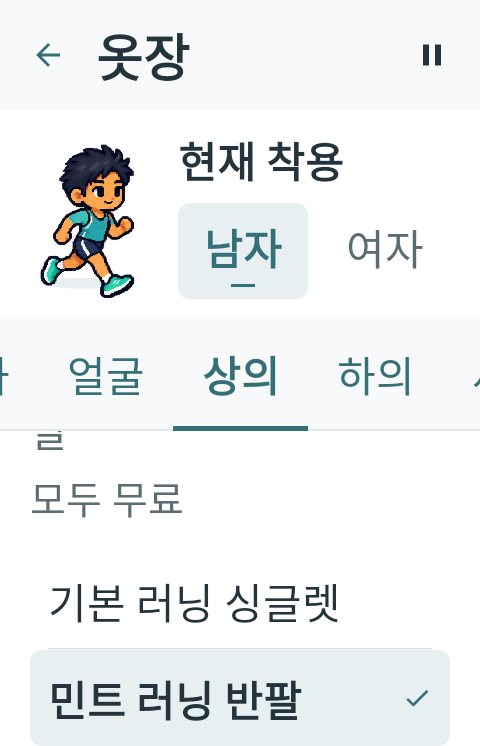 옷장
현재 착용
남자 여자
얼굴 상의 하의
모두 무료
기본 러닝 싱글렛
민트 러닝 반팔